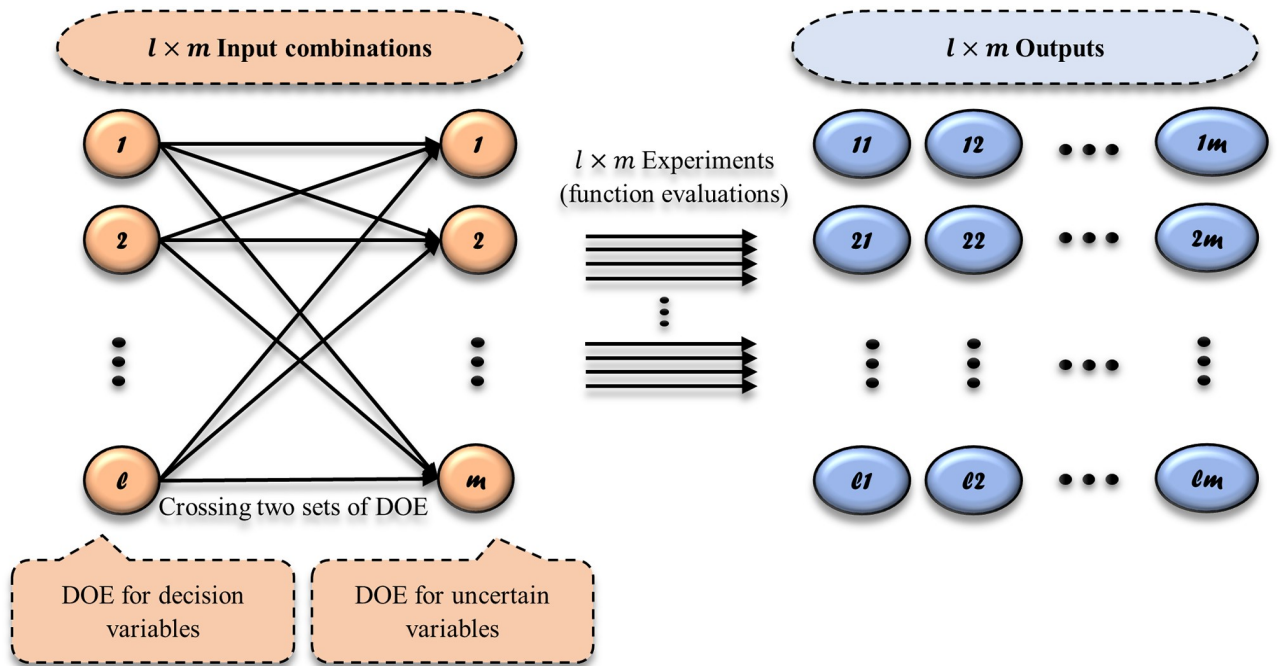 l × m Input combinations
l × m Outputs
1
1
l × m Experiments
(function evaluations)
11
12
1m
2
2
21
22
2m
l
m
l1
l2
lm
Crossing two sets of DOE
DOE for decision
variables
DOE for uncertain
variables